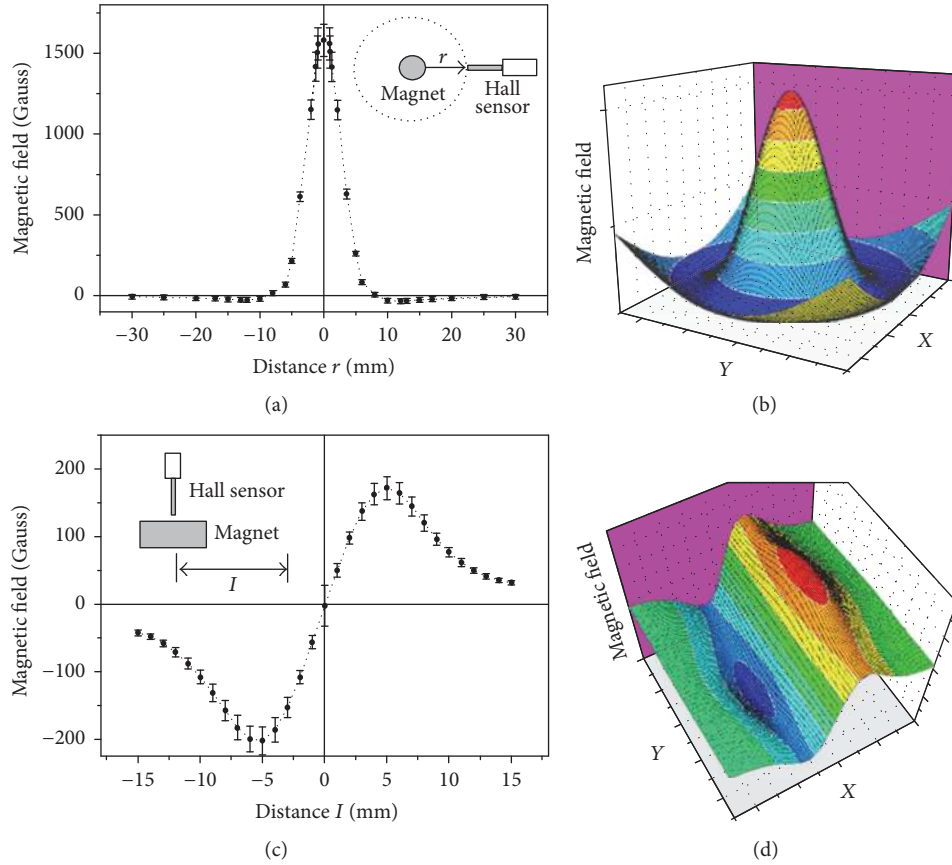 1500
1000
500
0
−30
−20
−10
0
10
20
30
Magnetic field (Gauss)
Distance r (mm)
r
Magnet
Hall
sensor
(a)
Magnetic field
Y
X
(b)
200
100
0
−100
−200
−15
−10
−5
0
5
10
15
Magnetic field (Gauss)
Distance I (mm)
Hall sensor
Magnet
I
(c)
Magnetic field
Y
X
(d)